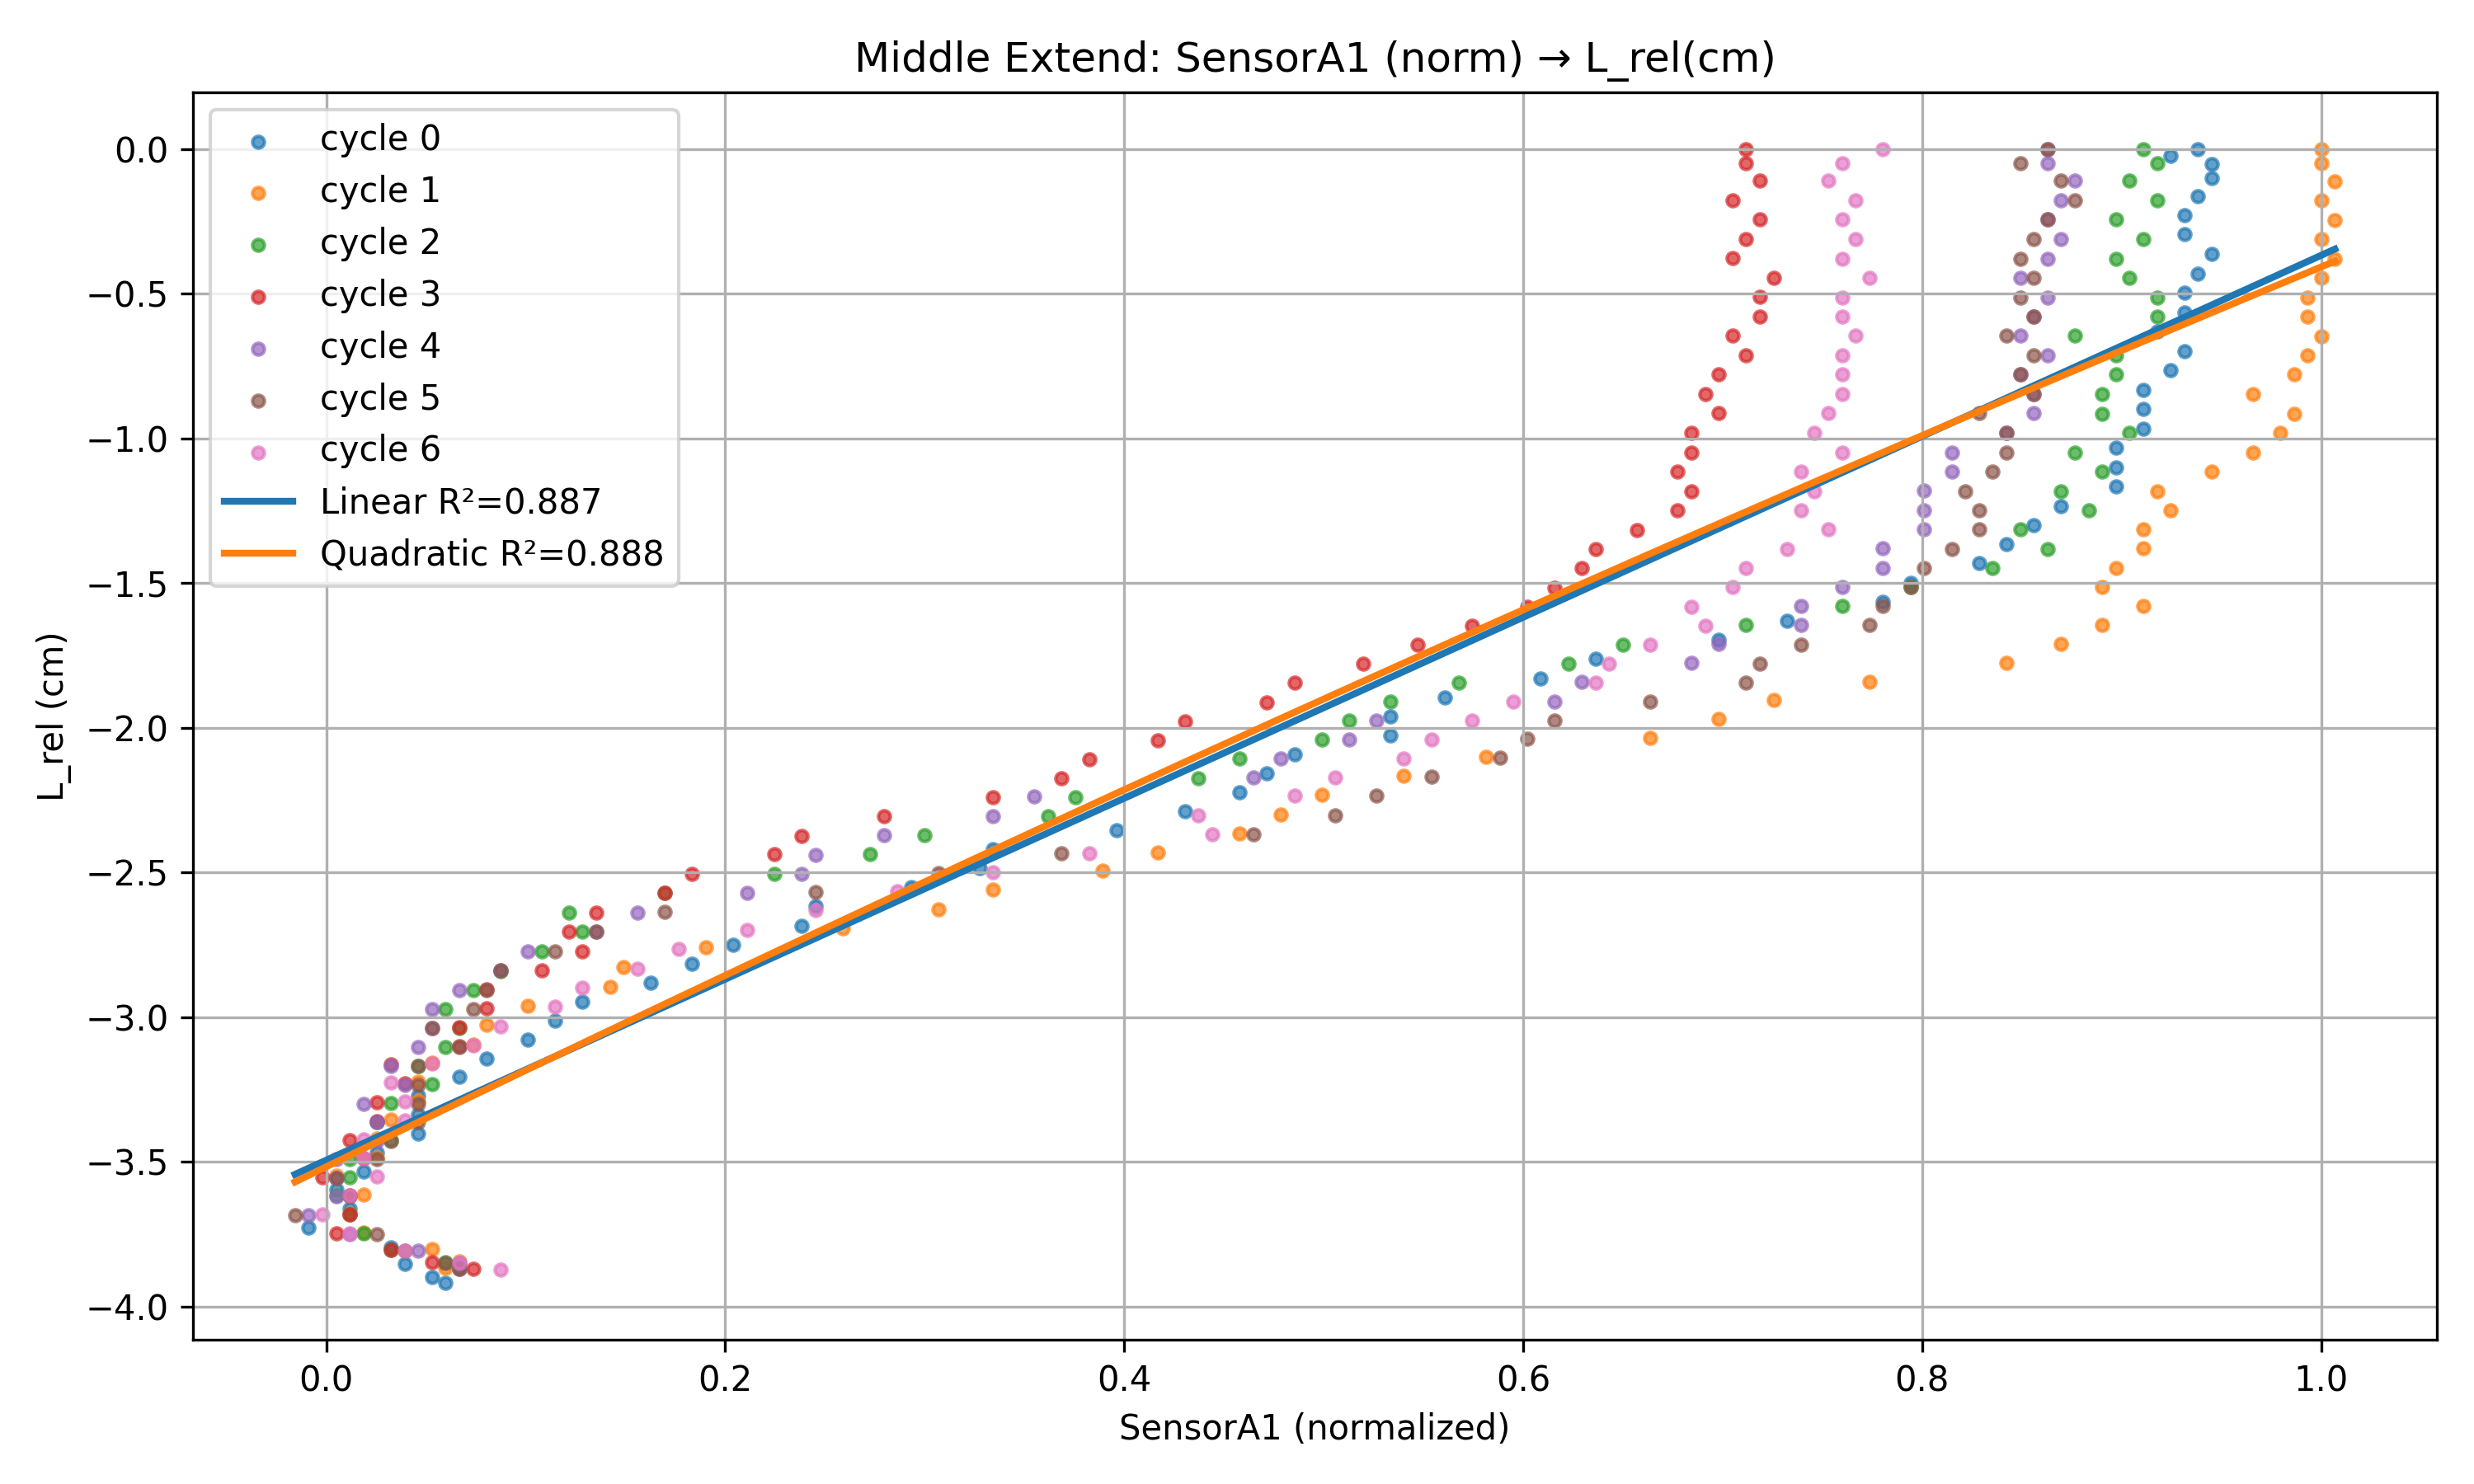 Middle Extend: SensorA1 (norm) → L_rel(cm)
cycle 0
cycle 1
cycle 2
cycle 3
cycle 4
cycle 5
cycle 6
Linear R²=0.887
Quadratic R²=0.888
L_rel (cm)
0.0
−0.5
−1.0
−1.5
−2.0
−2.5
−3.0
−3.5
−4.0
0.0 0.2 0.4 0.6 0.8 1.0
SensorA1 (normalized)